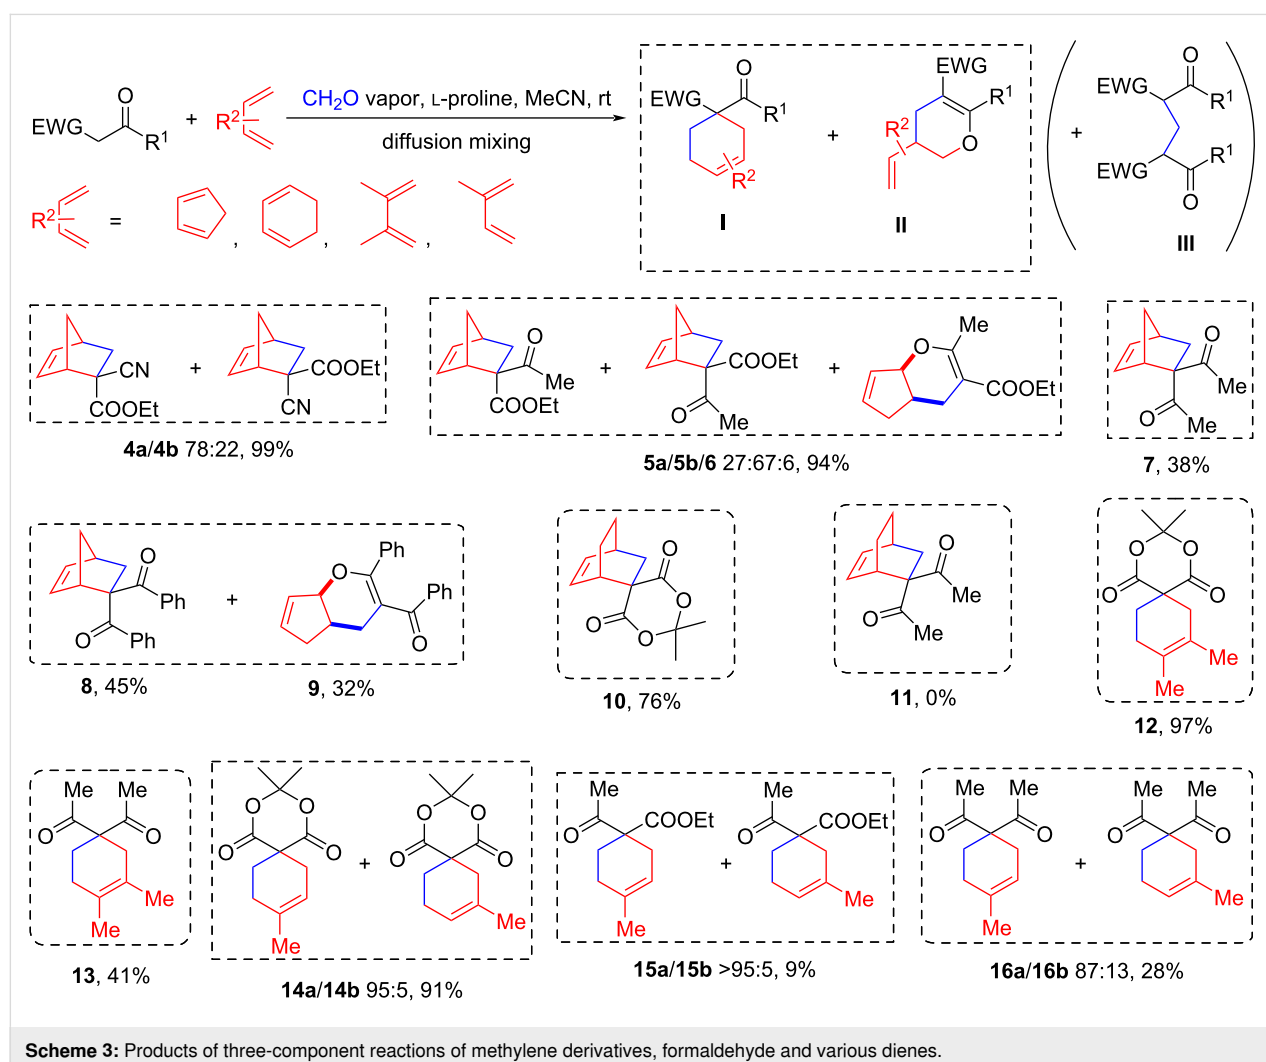 EWG O R1 + R2 CH2O vapor, L-proline, MeCN, rt
diffusion mixing
EWG O R1 R2 I + EWG R1 O R2 II
+ EWG O R1 EWG O R1 III
R2 = , , ,
CN COOEt + COOEt CN
4a/4b 78:22, 99%
O Me COOEt + COOEt O Me + O Me COOEt
5a/5b/6 27:67:6, 94%
O Me O Me
7, 38%
O Ph O Ph + Ph O Ph O
8, 45%
9, 32%
O O O O
10, 76%
O Me O Me
11, 0%
O O O O Me Me
12, 97%
Me Me O O Me Me
13, 41%
O O O O Me + O O O O Me
14a/14b 95:5, 91%
Me O COOEt Me + Me O COOEt Me
15a/15b >95:5, 9%
Me Me O O Me + Me Me O O Me
16a/16b 87:13, 28%
Scheme 3: Products of three-component reactions of methylene derivatives, formaldehyde and various dienes.